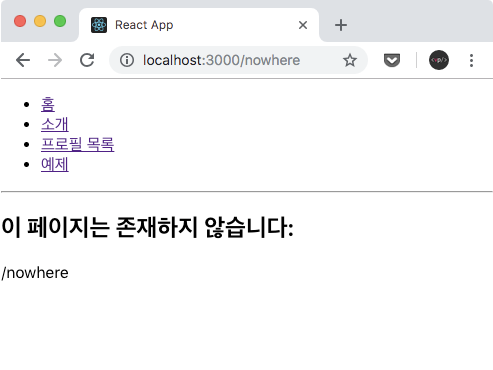 React App
localhost:3000/nowhere
홈
소개
프로필 목록
예제
이 페이지는 존재하지 않습니다:
/nowhere